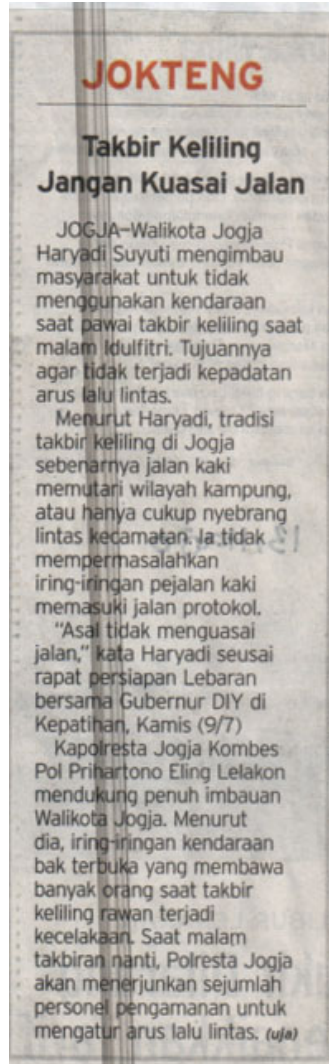 JOKTENG
Takbir Keliling
Jangan Kuasai Jalan
JOGJA–Walikota Jogja
Haryadi Suyuti mengimbau
masyarakat untuk tidak
menggunakan kendaraan
saat pawai takbir keliling saat
malam Idulfitri. Tujuannya
agar tidak terjadi kepadatan
arus lalu lintas.
Menurut Haryadi, tradisi
takbir keliling di Jogja
sebenarnya jalan kaki
memutari wilayah kampung,
atau hanya cukup nyebrang
lintas kecamatan. Ia tidak
mempermasalahkan
iring-iringan pejalan kaki
memasuki jalan protokol.
"Asal tidak menguasai
jalan," kata Haryadi seusai
rapat persiapan Lebaran
bersama Gubernur DIY di
Kepatihan, Kamis (9/7)
Kapolresta Jogja Kombes
Pol Prihartono Eling Lelakon
mendukung penuh imbauan
Walikota Jogja. Menurut
dia, iring-iringan kendaraan
bak terbuka yang membawa
banyak orang saat takbir
keliling rawan terjadi
kecelakaan. Saat malam
takbiran nanti, Polresta Jogja
akan menerjunkan sejumlah
personel pengamanan untuk
mengatur arus lalu lintas. (uja)